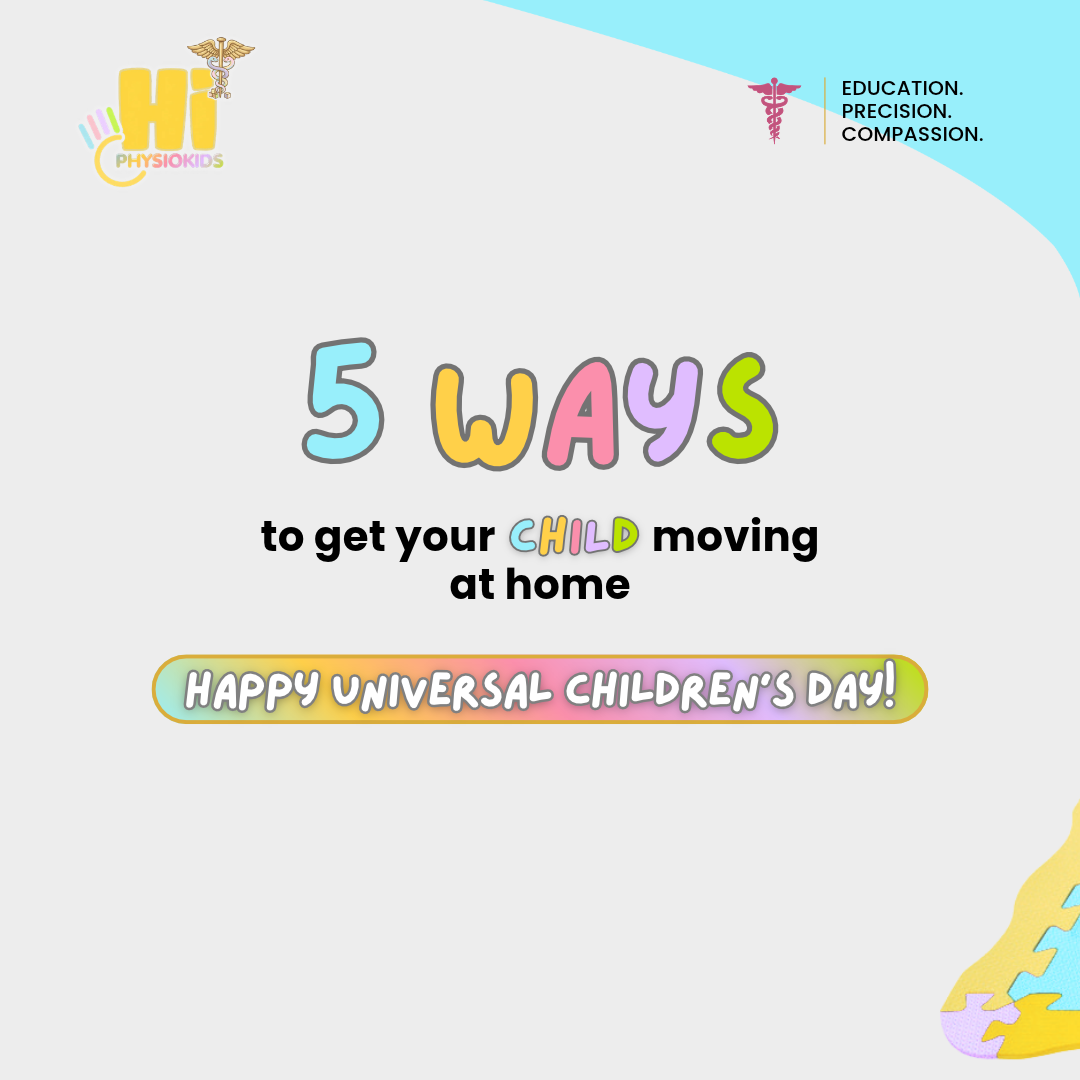 Hi
PHYSIOKIDS
EDUCATION.
PRECISION.
COMPASSION.
5 WAYS
to get your CHILD moving
at home
HAPPY UNIVERSAL CHILDREN'S DAY!